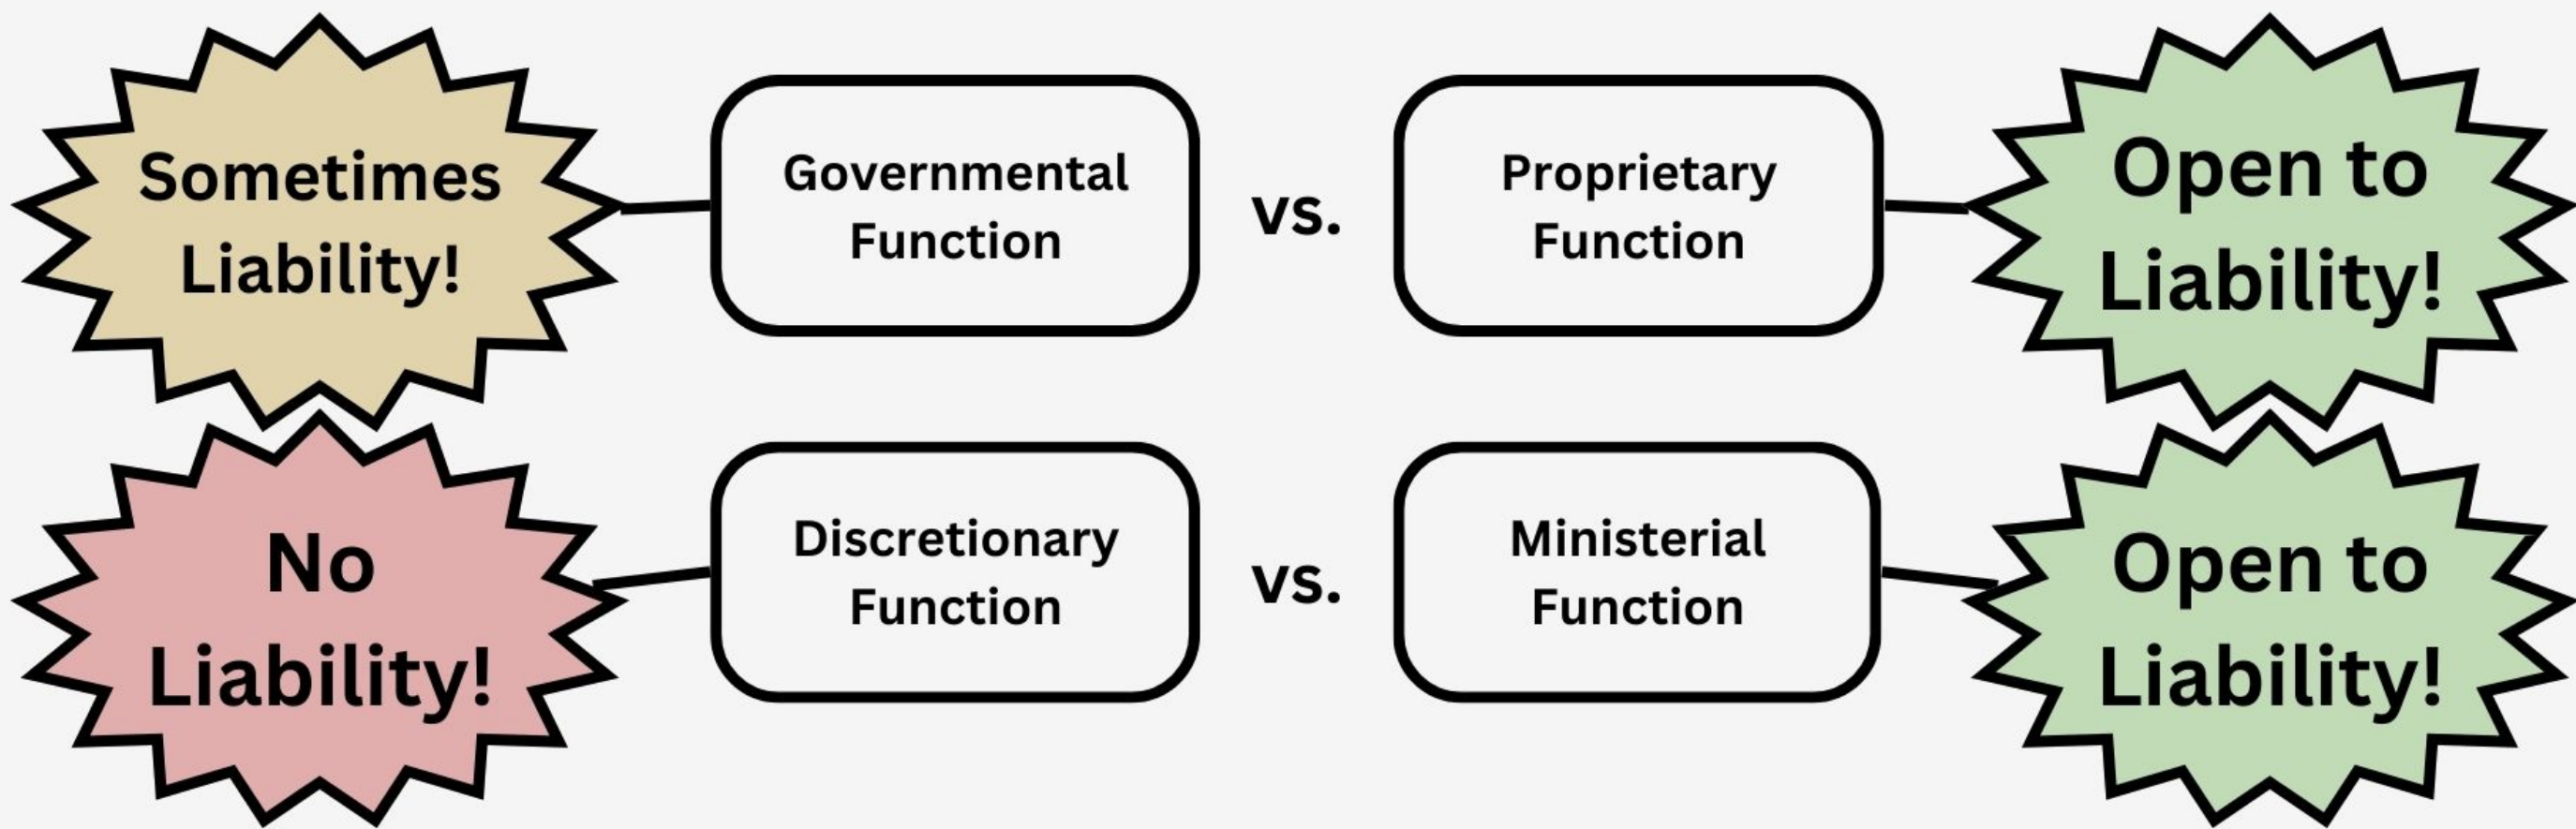 Sometimes
Liability!
Governmental
Function
vs.
Proprietary
Function
Open to
Liability!
No
Liability!
Discretionary
Function
vs.
Ministerial
Function
Open to
Liability!